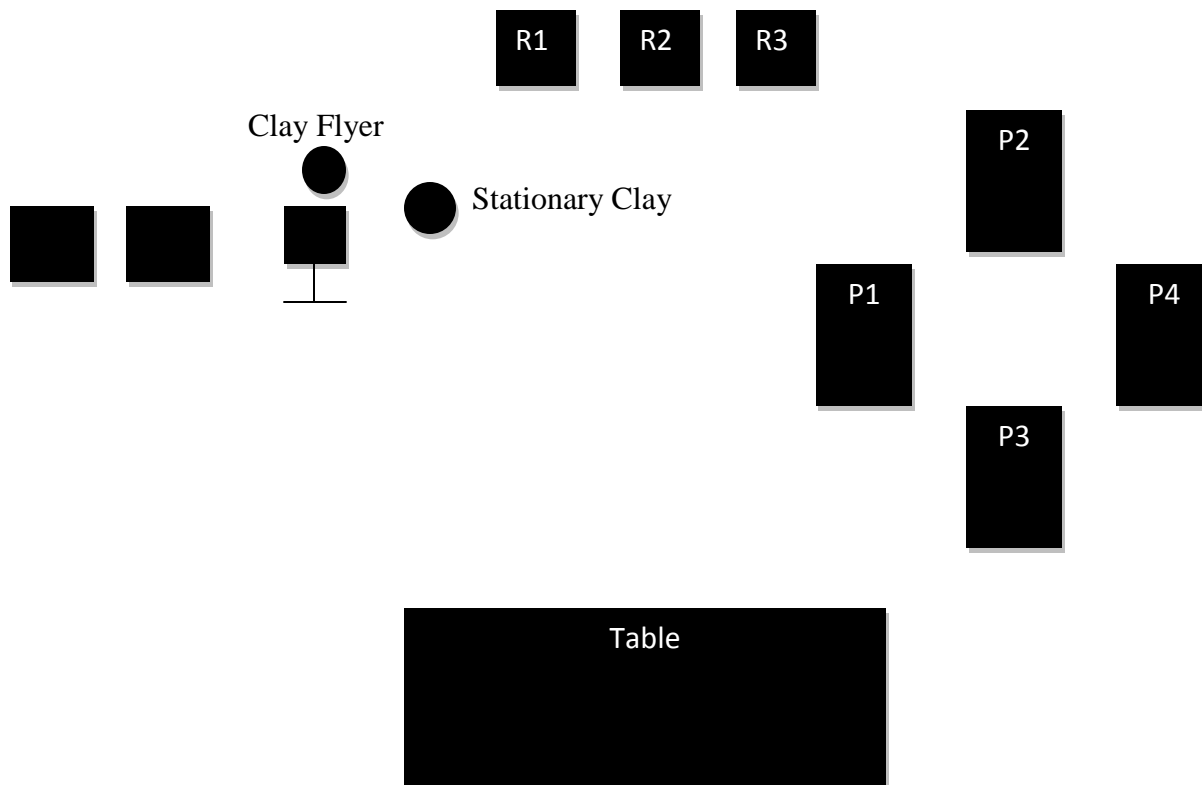 R1 R2 R3
Clay Flyer
P2
Stationary Clay
P1 P4
P3
Table